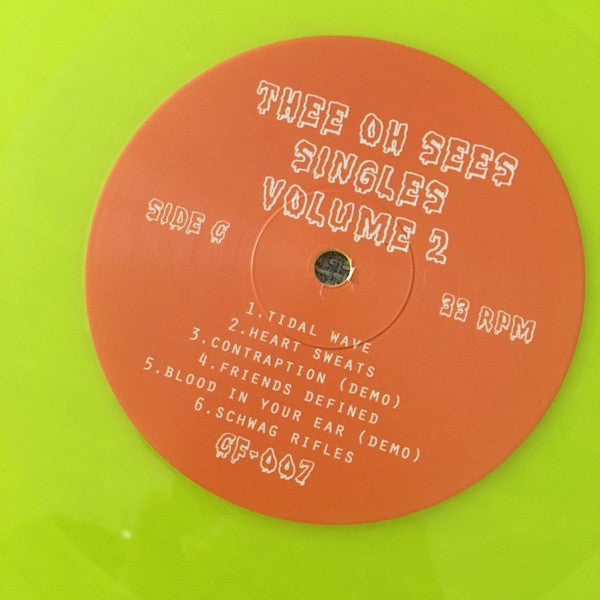 THEE OH SEES
SINGLES
VOLUME 2
SIDE C
33 RPM
1.TIDAL WAVE
2.HEART SWEATS
3.CONTRAPTION (DEMO)
4.FRIENDS DEFINED
5.BLOOD IN YOUR EAR (DEMO)
6.SCHWAG RIFLES
CF-007